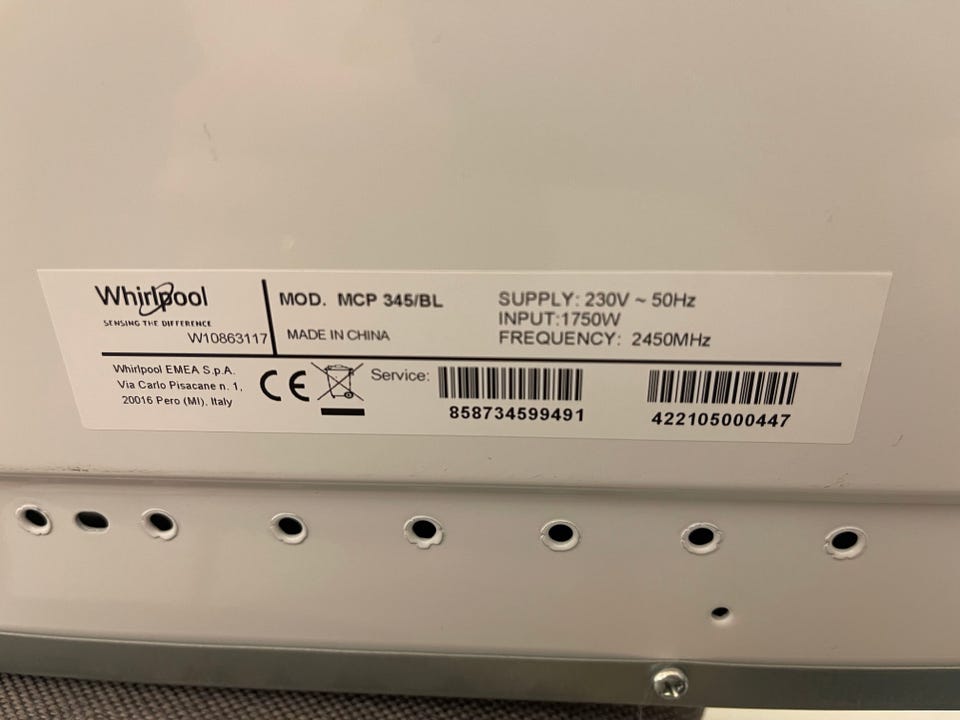 Whirlpool
SENSING THE DIFFERENCE
W10863117
MOD. MCP 345/BL
MADE IN CHINA
SUPPLY: 230V ~ 50Hz
INPUT:1750W
FREQUENCY: 2450MHz
Whirlpool EMEA S.p.A.
Via Carlo Pisacane n. 1,
20016 Pero (MI). Italy
CE
Service:
858734599491
422105000447